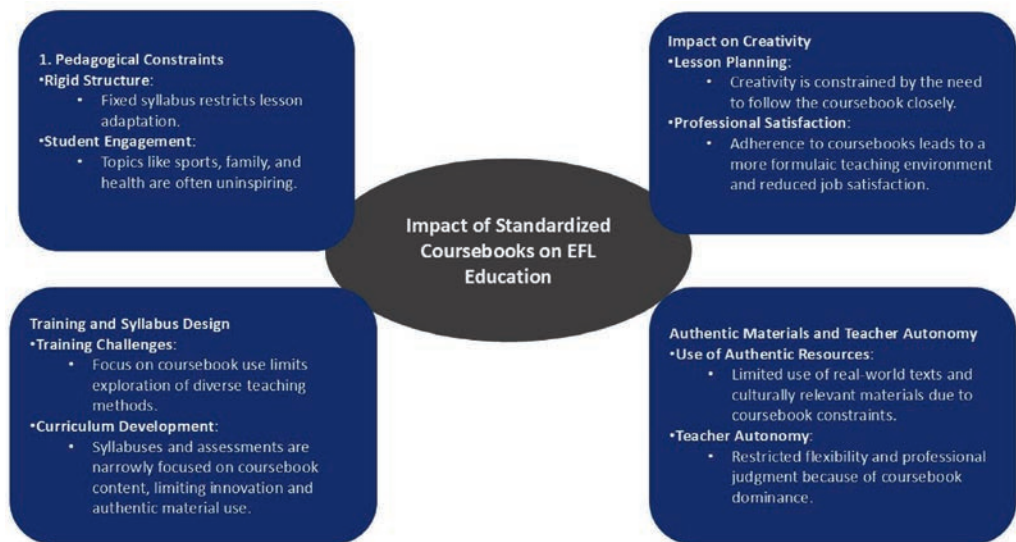 1. Pedagogical Constraints
•Rigid Structure:
• Fixed syllabus restricts lesson
adaptation.
•Student Engagement:
• Topics like sports, family, and
health are often uninspiring.
Impact on Creativity
•Lesson Planning:
• Creativity is constrained by the need
to follow the coursebook closely.
•Professional Satisfaction:
• Adherence to coursebooks leads to a
more formulaic teaching environment
and reduced job satisfaction.
Impact of Standardized
Coursebooks on EFL
Education
Training and Syllabus Design
•Training Challenges:
• Focus on coursebook use limits
exploration of diverse teaching
methods.
•Curriculum Development:
• Syllabuses and assessments are
narrowly focused on coursebook
content, limiting innovation and
authentic material use.
Authentic Materials and Teacher Autonomy
•Use of Authentic Resources:
• Limited use of real-world texts and
culturally relevant materials due to
coursebook constraints.
•Teacher Autonomy:
• Restricted flexibility and professional
judgment because of coursebook
dominance.